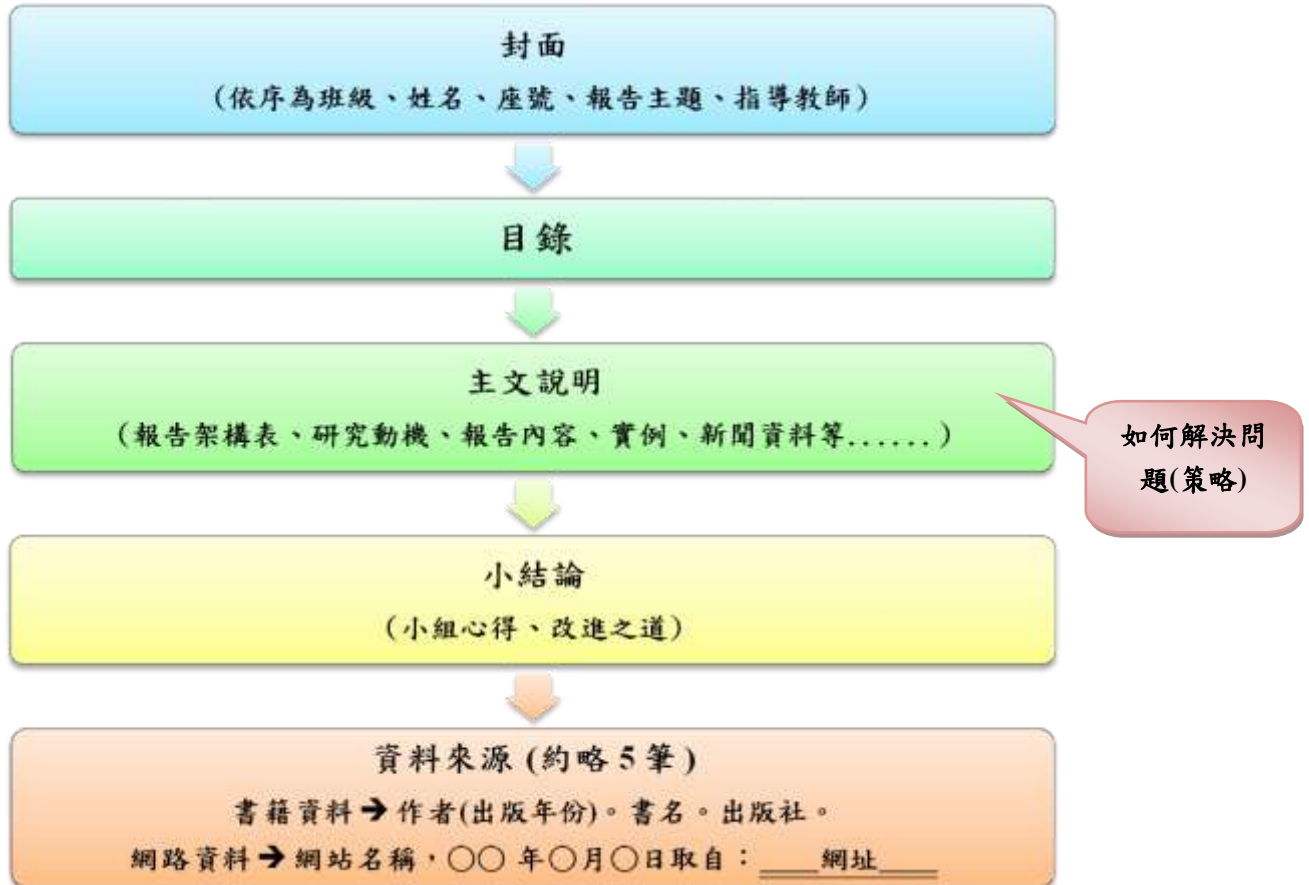 封面
（依序為班級、姓名、座號、報告主題、指導教師）
目錄
主文說明
（報告架構表、研究動機、報告內容、實例、新聞資料等......）
如何解決問
題(策略)
小結論
（小組心得、改進之道）
資料來源 (約略 5 筆)
書籍資料➔作者(出版年份)。書名。出版社。
網路資料➔網站名稱，○○ 年○月○日取自：____網址____